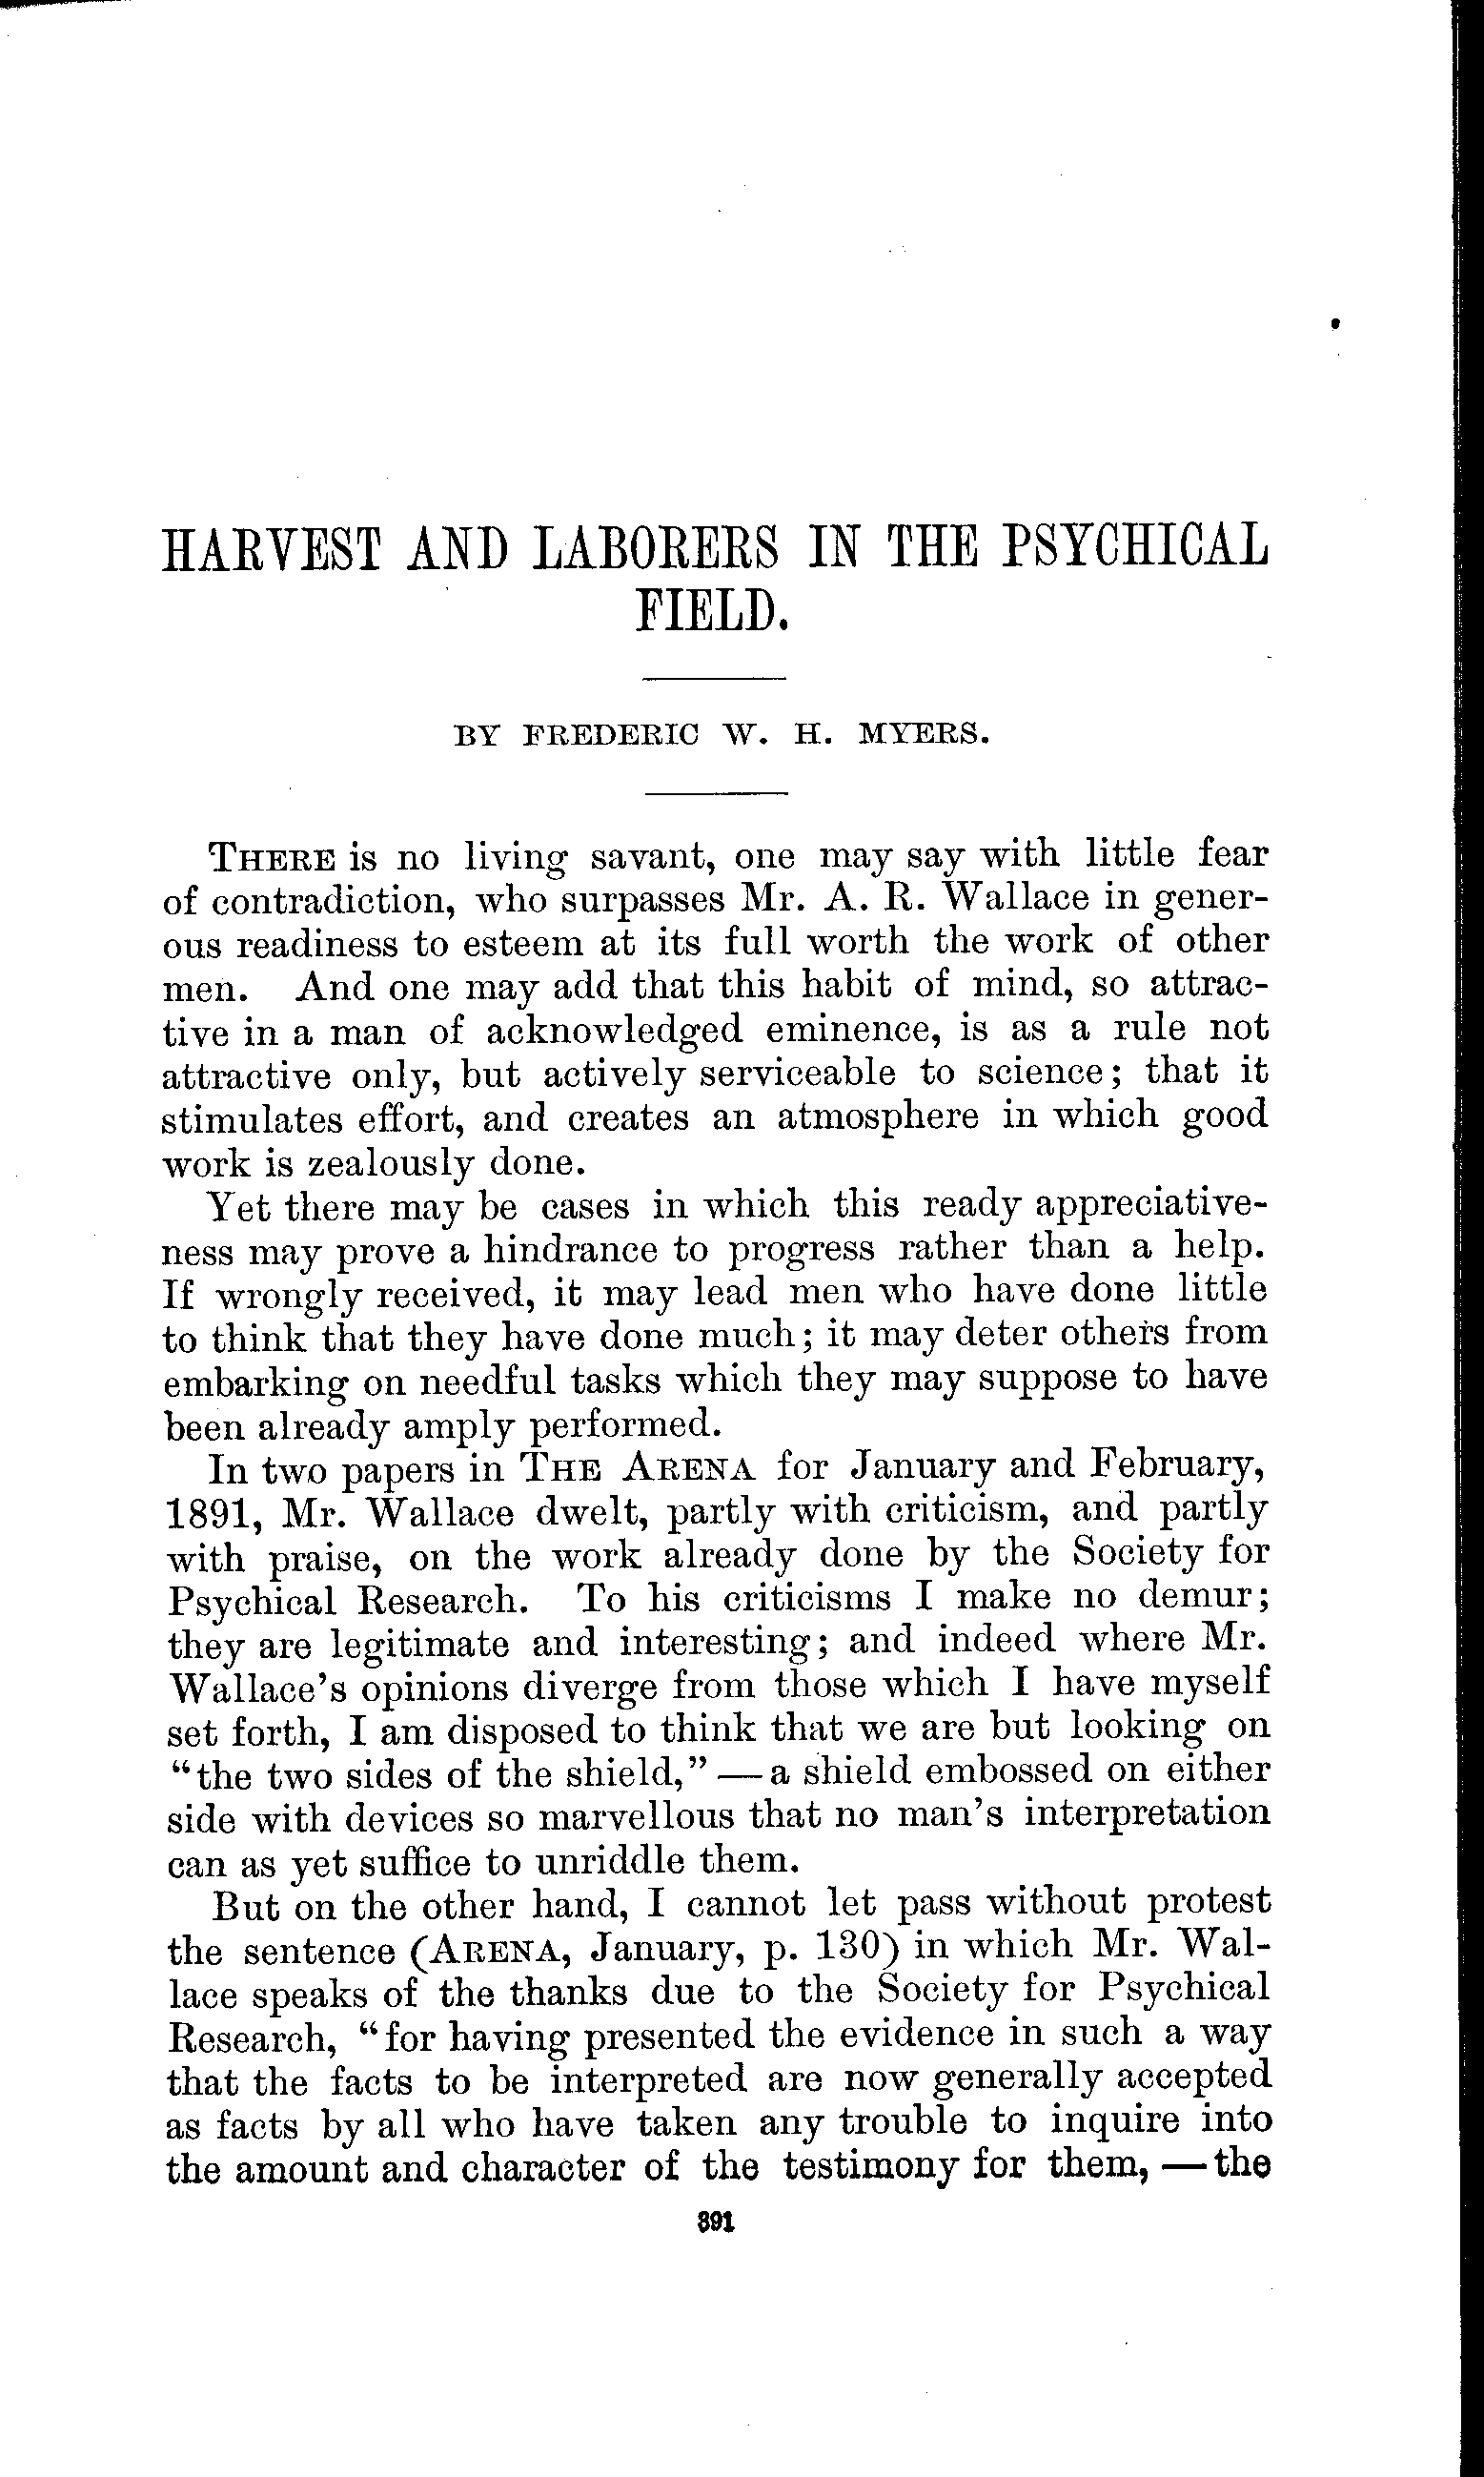 HARVEST AND LABORERS IN THE PSYCHICAL
FIELD.
BY FREDERIC W. H. MYERS.
THERE is no living savant, one may say with little fear
of contradiction, who surpasses Mr. A. R. Wallace in gener-
ous readiness to esteem at its full worth the work of other
men. And one may add that this habit of mind, so attrac-
tive in a man of acknowledged eminence, is as a rule not
attractive only, but actively serviceable to science; that it
stimulates effort, and creates an atmosphere in which good
work is zealously done.
Yet there may be cases in which this ready appreciative-
ness may prove a hindrance to progress rather than a help.
If wrongly received, it may lead men who have done little
to think that they have done much; it may deter others from
embarking on needful tasks which they may suppose to have
been already amply performed.
In two papers in THE ARENA for January and February,
1891, Mr. Wallace dwelt, partly with criticism, and partly
with praise, on the work already done by the Society for
Psychical Research. To his criticisms I make no demur;
they are legitimate and interesting; and indeed where Mr.
Wallace's opinions diverge from those which I have myself
set forth, I am disposed to think that we are but looking on
"the two sides of the shield," — a shield embossed on either
side with devices so marvellous that no man's interpretation
can as yet suffice to unriddle them.
But on the other hand, I cannot let pass without protest
the sentence (ARENA, January, p. 130) in which Mr. Wal-
lace speaks of the thanks due to the Society for Psychical
Research, "for having presented the evidence in such a way
that the facts to be interpreted are now generally accepted
as facts by all who have taken any trouble to inquire into
the amount and character of the testimony for them, — the
391